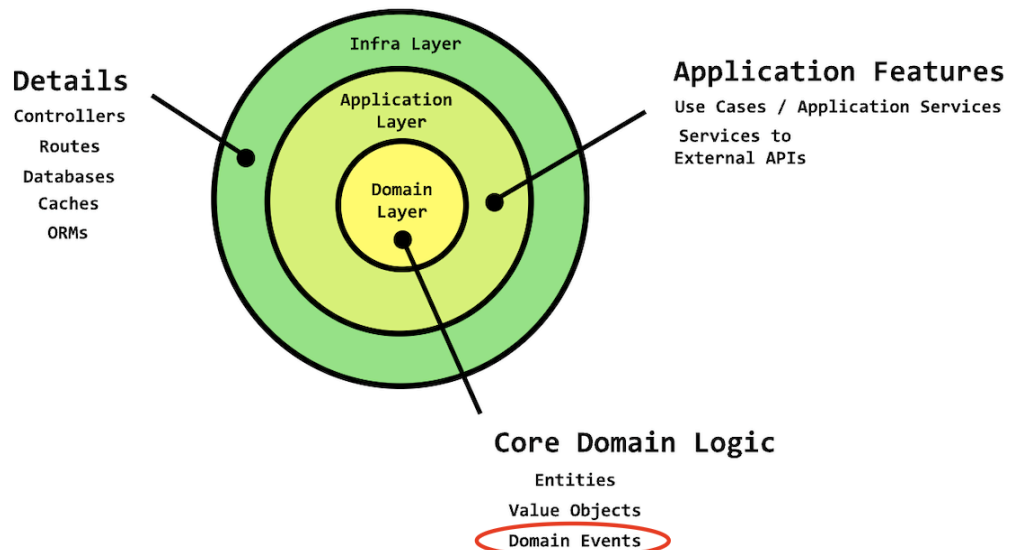 Infra Layer
Application
Layer
Domain
Layer
Details
Controllers
Routes
Databases
Caches
ORMs
Application Features
Use Cases / Application Services
Services to
External APIs
Core Domain Logic
Entities
Value Objects
Domain Events